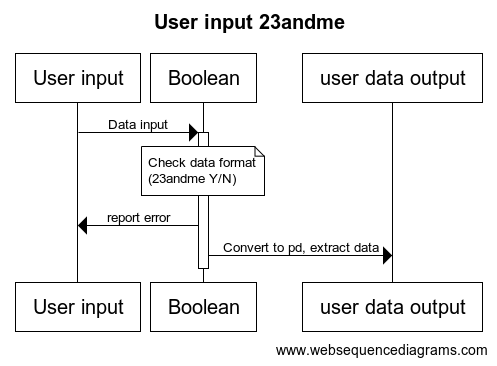 User input 23andme
User input
Boolean
user data output
Data input
Check data format
(23andme Y/N)
report error
Convert to pd, extract data
User input
Boolean
user data output
www.websequencediagrams.com